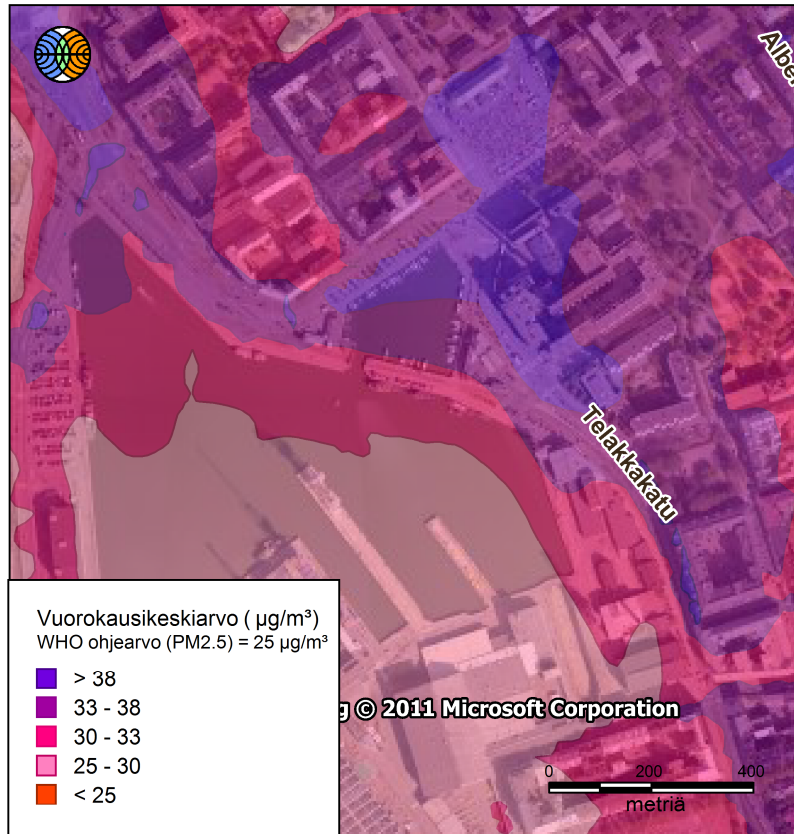 Alber
Telakkakatu
g © 2011 Microsoft Corporation
Vuorokausikeskiarvo ( µg/m³)
WHO ohjearvo (PM2.5) = 25 µg/m³
> 38
33 - 38
30 - 33
25 - 30
< 25
0 200 400
metriä